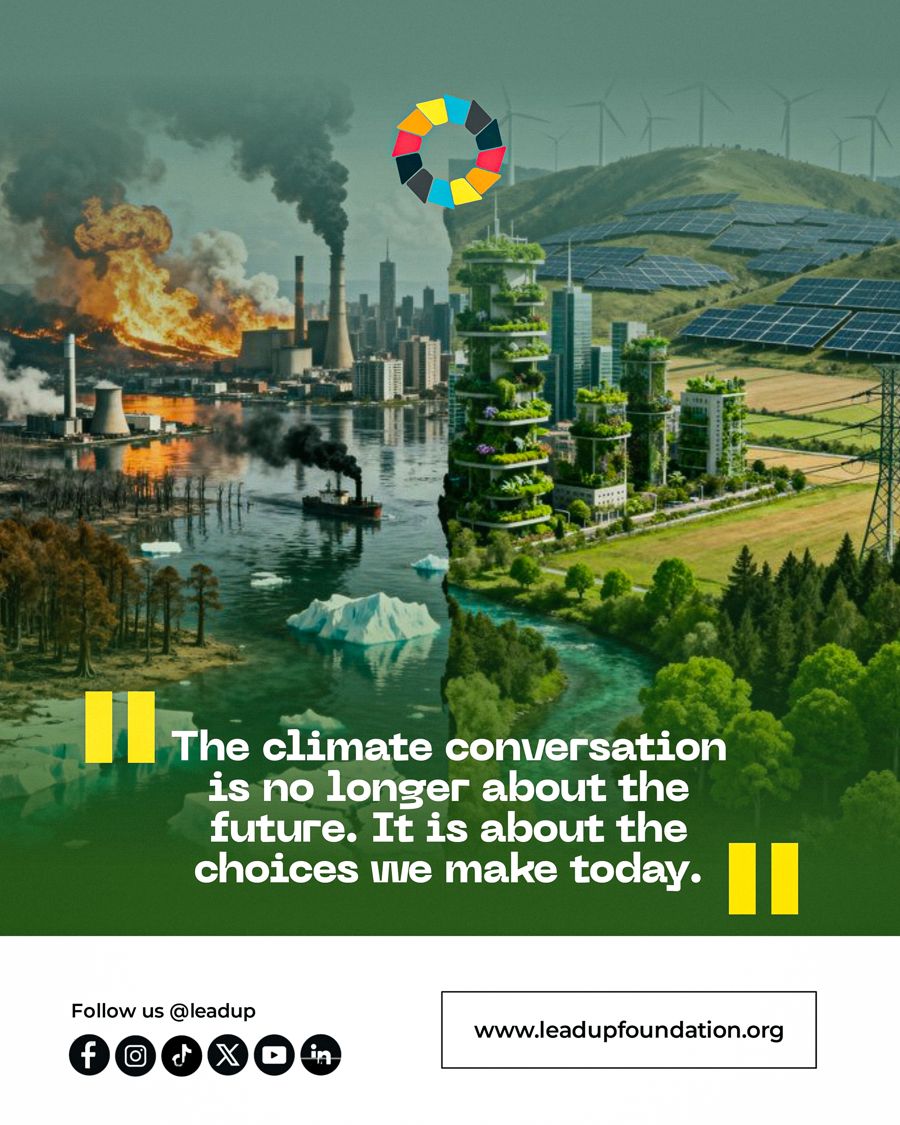 The climate conversation
is no longer about the
future. It is about the
choices we make today.
Follow us @leadup
www.leadupfoundation.org